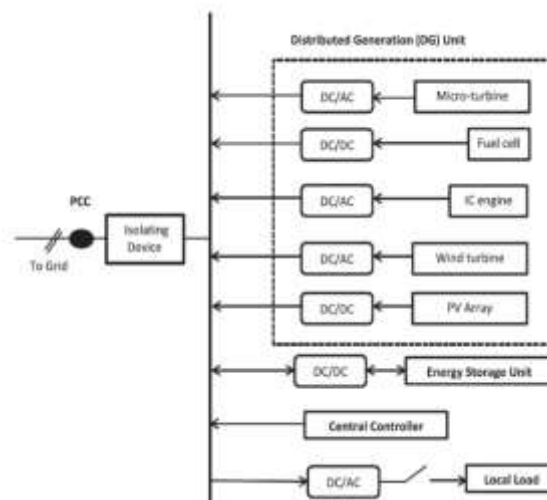 Distributed Generation (DG) Unit
DC/AC
Micro-turbine
DC/DC
Fuel cell
DC/AC
IC engine
PCC
Isolating
Device
To Grid
DC/AC
Wind turbine
DC/DC
PV Array
DC/DC
Energy Storage Unit
Central Controller
DC/AC
Local Load